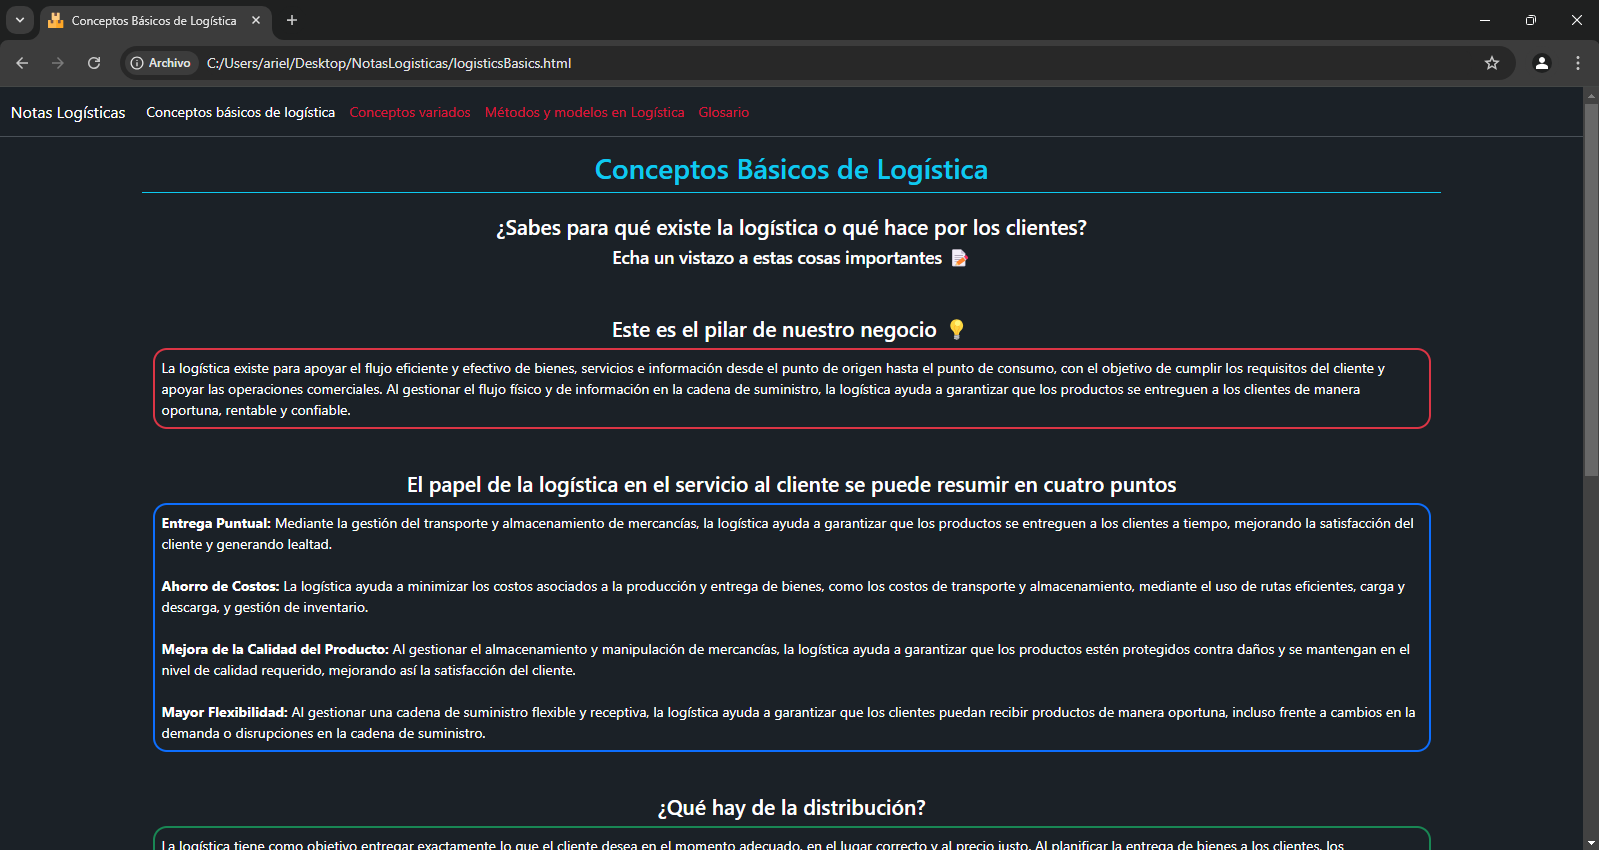 Conceptos Básicos de Logística
Archivo
C:/Users/ariel/Desktop/NotasLogisticas/logisticsBasics.html
Notas Logísticas
Conceptos básicos de logística
Conceptos variados
Métodos y modelos en Logística
Glosario
Conceptos Básicos de Logística
¿Sabes para qué existe la logística o qué hace por los clientes?
Echa un vistazo a estas cosas importantes 📝
Este es el pilar de nuestro negocio 💡
La logística existe para apoyar el flujo eficiente y efectivo de bienes, servicios e información desde el punto de origen hasta el punto de consumo, con el objetivo de cumplir los requisitos del cliente y
apoyar las operaciones comerciales. Al gestionar el flujo físico y de información en la cadena de suministro, la logística ayuda a garantizar que los productos se entreguen a los clientes de manera
oportuna, rentable y confiable.
El papel de la logística en el servicio al cliente se puede resumir en cuatro puntos
Entrega Puntual: Mediante la gestión del transporte y almacenamiento de mercancías, la logística ayuda a garantizar que los productos se entreguen a los clientes a tiempo, mejorando la satisfacción del
cliente y generando lealtad.
Ahorro de Costos: La logística ayuda a minimizar los costos asociados a la producción y entrega de bienes, como los costos de transporte y almacenamiento, mediante el uso de rutas eficientes, carga y
descarga, y gestión de inventario.
Mejora de la Calidad del Producto: Al gestionar el almacenamiento y manipulación de mercancías, la logística ayuda a garantizar que los productos estén protegidos contra daños y se mantengan en el
nivel de calidad requerido, mejorando así la satisfacción del cliente.
Mayor Flexibilidad: Al gestionar una cadena de suministro flexible y receptiva, la logística ayuda a garantizar que los clientes puedan recibir productos de manera oportuna, incluso frente a cambios en la
demanda o disrupciones en la cadena de suministro.
¿Qué hay de la distribución?
La logística tiene como objetivo entregar exactamente lo que el cliente desea en el momento adecuado, en el lugar correcto y al precio justo. Al planificar la entrega de bienes a los clientes, los